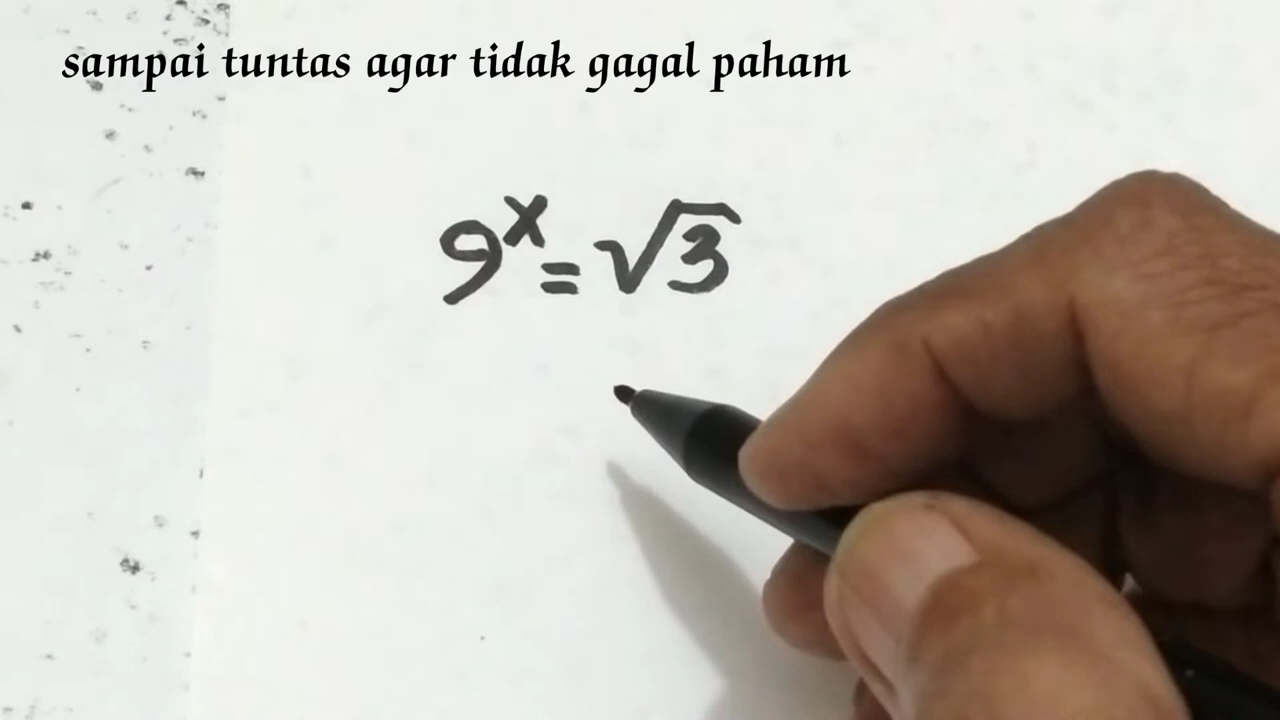 sampai tuntas agar tidak gagal paham
9^x = √3